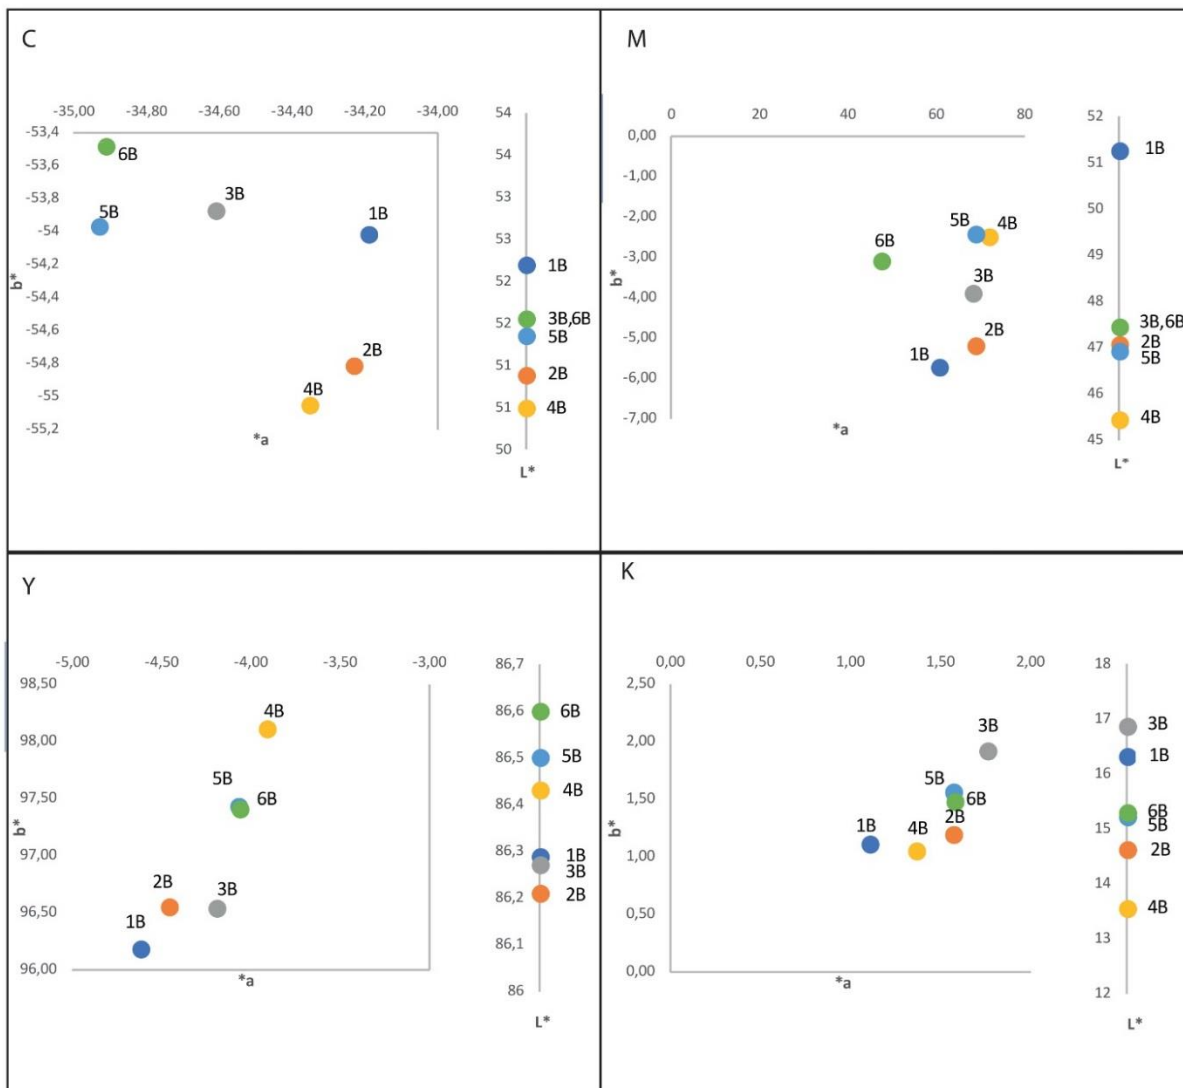 C
-35,00 -34,80 -34,60 -34,40 -34,20 -34,00
-53,4
-53,6
-53,8
-54
-54,2
-54,4
-54,6
-54,8
-55
-55,2
b*
*a
6B
5B
3B
1B
2B
4B
54
54
53
53
52
52
51
51
50
1B
3B,6B
5B
2B
4B
L*
M
0 20 40 60 80
0,00
-1,00
-2,00
-3,00
-4,00
-5,00
-6,00
-7,00
b*
*a
5B 4B
6B
3B
2B
1B
52
51
50
49
48
47
46
45
1B
3B,6B
2B
5B
4B
L*
Y
-5,00 -4,50 -4,00 -3,50 -3,00
98,50
98,00
97,50
97,00
96,50
96,00
b*
*a
4B
5B
6B
2B 3B
1B
86,7
86,6
86,5
86,4
86,3
86,2
86,1
86
6B
5B
4B
1B
3B
2B
L*
K
0,00 0,50 1,00 1,50 2,00
2,50
2,00
1,50
1,00
0,50
0,00
b*
*a
3B
5B
6B
2B
1B 4B
18
17
16
15
14
13
12
3B
1B
6B
5B
2B
4B
L*